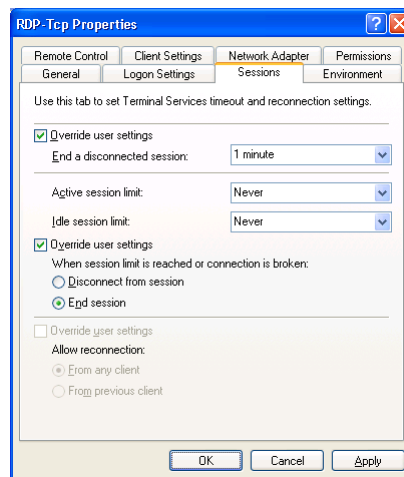 RDP-Tcp Properties
Remote Control Client Settings Network Adapter Permissions
General Logon Settings Sessions Environment
Use this tab to set Terminal Services timeout and reconnection settings.
Override user settings
End a disconnected session: 1 minute
Active session limit: Never
Idle session limit: Never
Override user settings
When session limit is reached or connection is broken:
Disconnect from session
End session
Override user settings
Allow reconnection:
From any client
From previous client
OK Cancel Apply